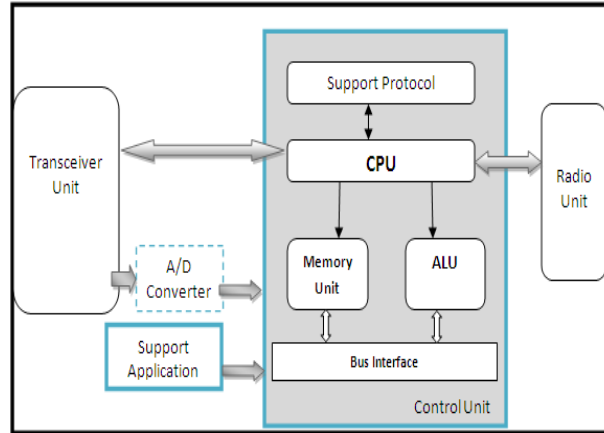 Support Protocol
CPU
Transceiver
Unit
Radio
Unit
A/D
Converter
Memory
Unit
ALU
Support
Application
Bus Interface
Control Unit